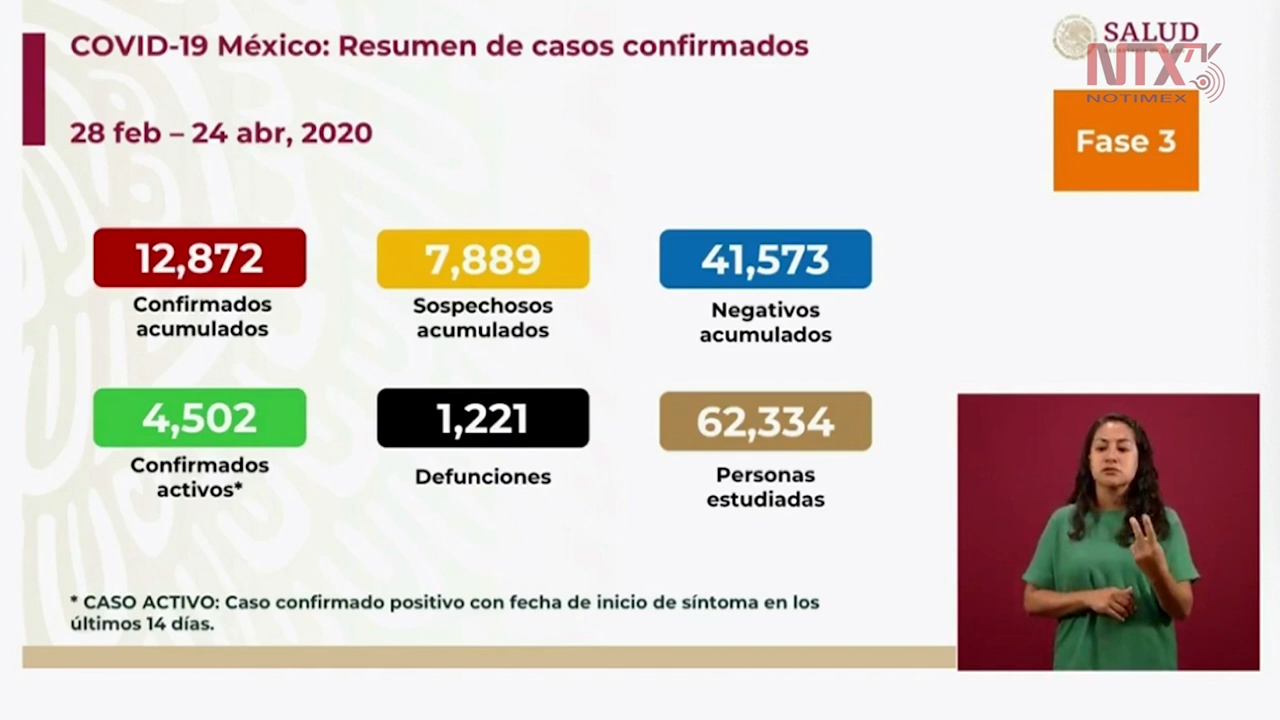 COVID-19 México: Resumen de casos confirmados
28 feb – 24 abr, 2020
SALUD
NTX
NOTIMEX
Fase 3
12,872
Confirmados
acumulados
7,889
Sospechosos
acumulados
41,573
Negativos
acumulados
4,502
Confirmados
activos*
1,221
Defunciones
62,334
Personas
estudiadas
* CASO ACTIVO: Caso confirmado positivo con fecha de inicio de síntoma en los
últimos 14 días.